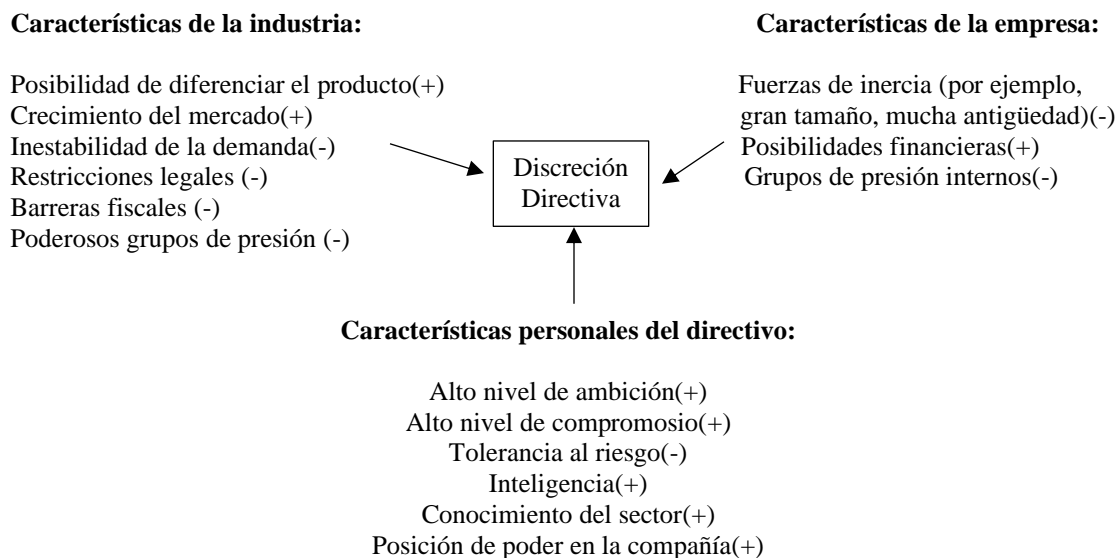 Características de la industria:
Posibilidad de diferenciar el producto(+)
Crecimiento del mercado(+)
Inestabilidad de la demanda(-)
Restricciones legales (-)
Barreras fiscales (-)
Poderosos grupos de presión (-)
Características de la empresa:
Fuerzas de inercia (por ejemplo,
gran tamaño, mucha antigüedad)(-)
Posibilidades financieras(+)
Grupos de presión internos(-)
Discreción
Directiva
Características personales del directivo:
Alto nivel de ambición(+)
Alto nivel de compromosio(+)
Tolerancia al riesgo(-)
Inteligencia(+)
Conocimiento del sector(+)
Posición de poder en la compañía(+)